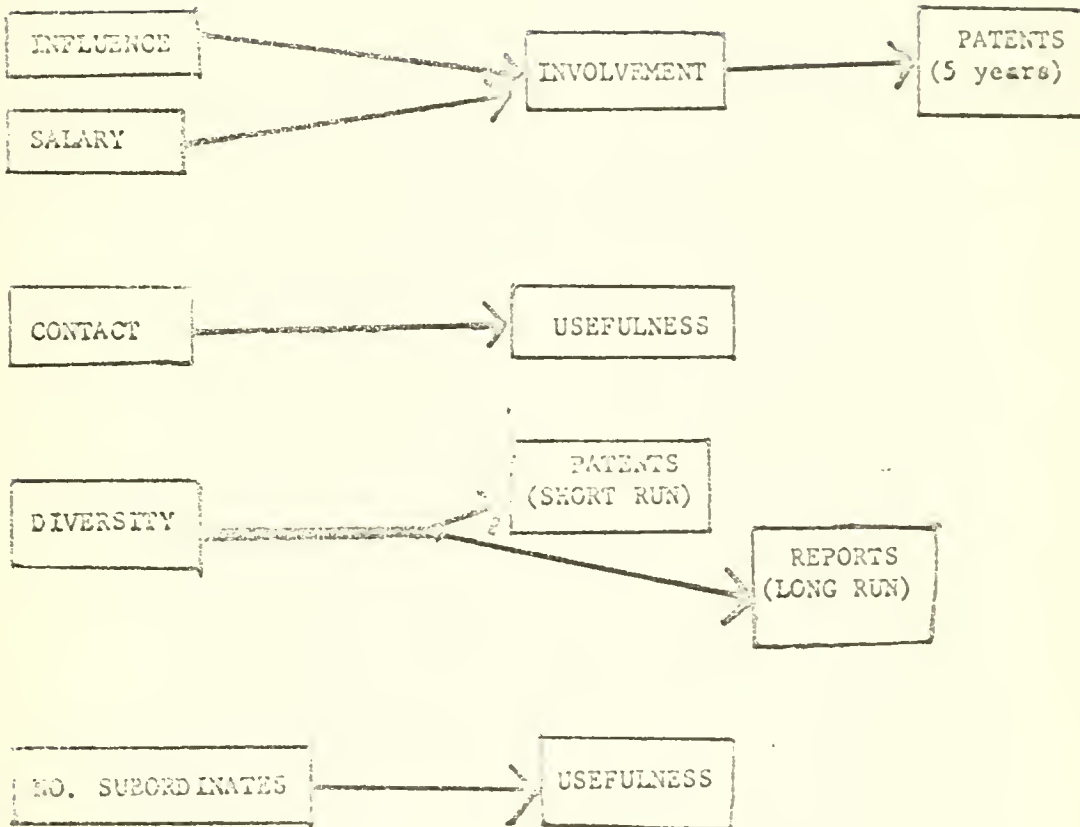 INFLUENCE
INVOLVEMENT
PATENTS
(5 years)
SALARY
CONTACT
USEFULNESS
DIVERSITY
PATENTS
(SHORT RUN)
REPORTS
(LONG RUN)
NO. SUBORDINATES
USEFULNESS